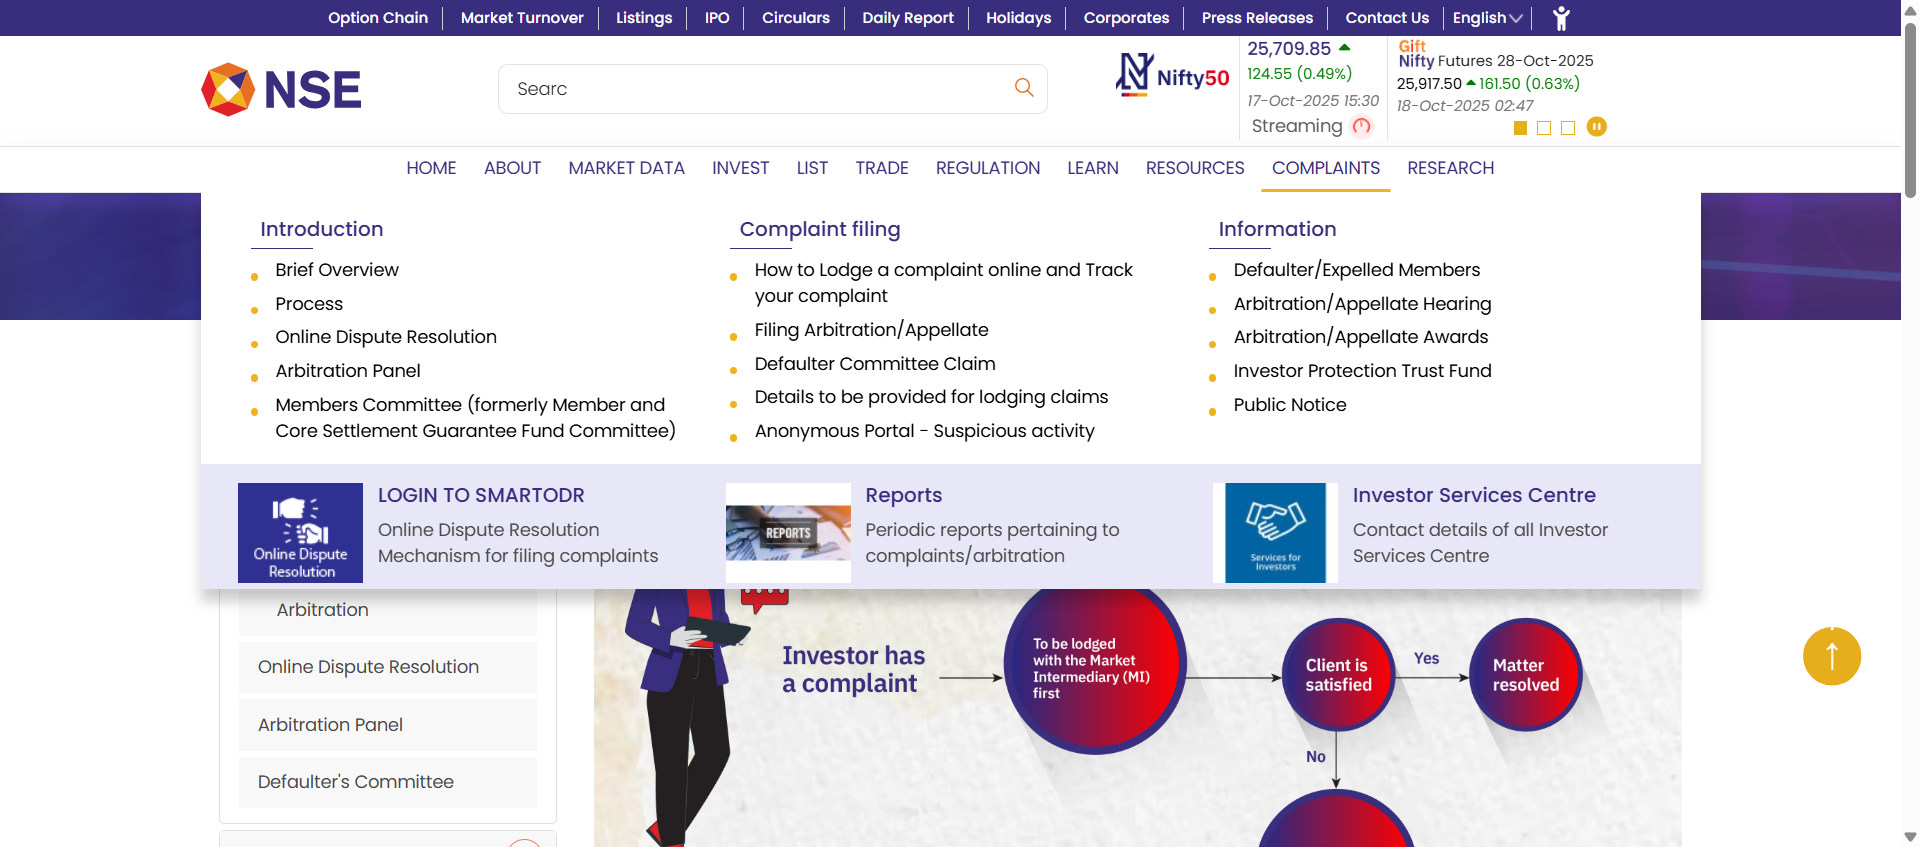 Option Chain
Market Turnover
Listings
IPO
Circulars
Daily Report
Holidays
Corporates
Press Releases
Contact Us
English
NSE
Searc
Nifty50
25,709.85
124.55 (0.49%)
17-Oct-2025 15:30
Streaming
Gift
Nifty Futures 28-Oct-2025
25,917.50 161.50 (0.63%)
18-Oct-2025 02:47
HOME
ABOUT
MARKET DATA
INVEST
LIST
TRADE
REGULATION
LEARN
RESOURCES
COMPLAINTS
RESEARCH
Introduction
Brief Overview
Process
Online Dispute Resolution
Arbitration Panel
Members Committee (formerly Member and
Core Settlement Guarantee Fund Committee)
Complaint filing
How to Lodge a complaint online and Track
your complaint
Filing Arbitration/Appellate
Defaulter Committee Claim
Details to be provided for lodging claims
Anonymous Portal - Suspicious activity
Information
Defaulter/Expelled Members
Arbitration/Appellate Hearing
Arbitration/Appellate Awards
Investor Protection Trust Fund
Public Notice
Online Dispute
Resolution
LOGIN TO SMARTODR
Online Dispute Resolution
Mechanism for filing complaints
REPORTS
Reports
Periodic reports pertaining to
complaints/arbitration
Services for
Investors
Investor Services Centre
Contact details of all Investor
Services Centre
Arbitration
Online Dispute Resolution
Arbitration Panel
Defaulter's Committee
Investor has
a complaint
To be lodged
with the Market
Intermediary (MI)
first
Client is
satisfied
Yes
Matter
resolved
No